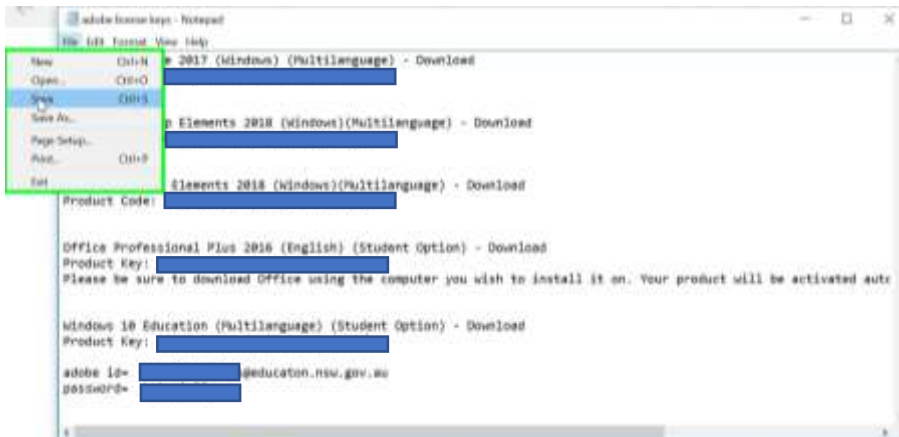 adobe license keys - Notepad
File Edit Format View Help
New Ctrl+N
Open... Ctrl+O
Save Ctrl+S
Save As...
Page Setup...
Print... Ctrl+P
Exit
e 2017 (Windows) (Multilanguage) - Download
p Elements 2018 (Windows)(Multilanguage) - Download
Elements 2018 (Windows)(Multilanguage) - Download
Product Code:
Office Professional Plus 2016 (English) (Student Option) - Download
Product Key:
Please be sure to download Office using the computer you wish to install it on. Your product will be activated auto
Windows 10 Education (Multilanguage) (Student Option) - Download
Product Key:
adobe id= @educaton.nsw.gov.au
password=